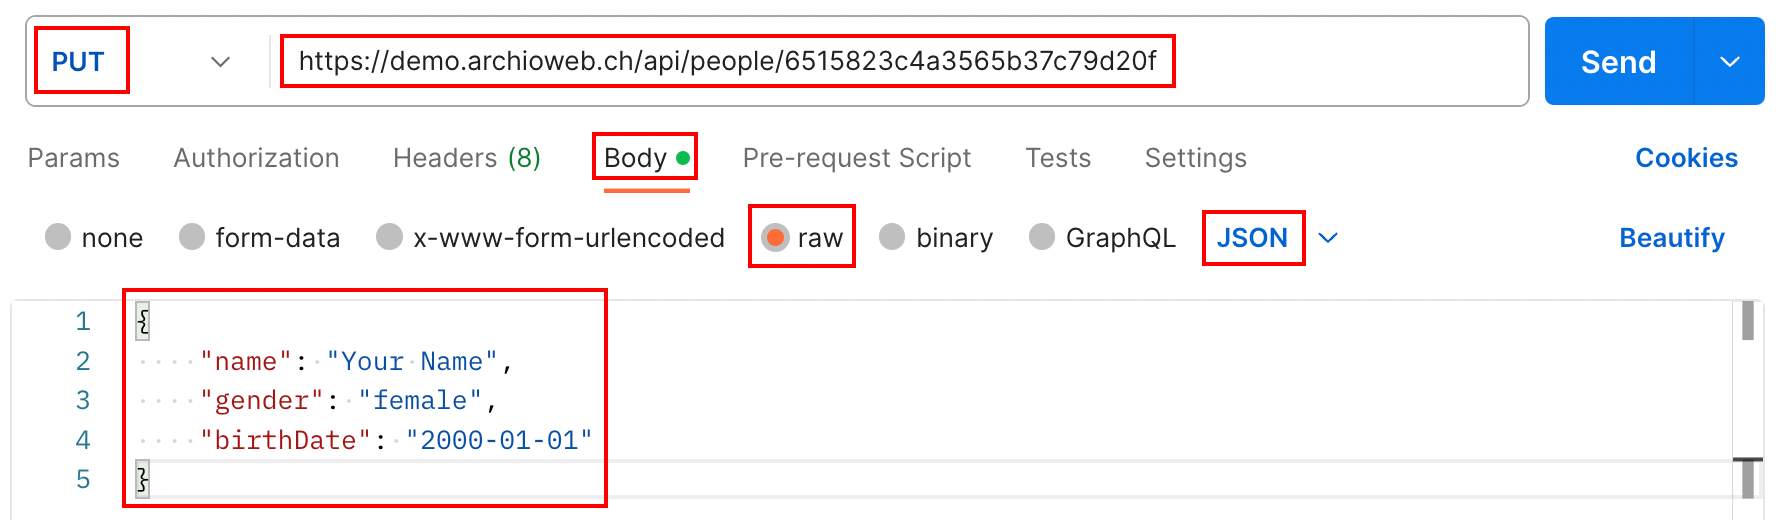 PUT https://demo.archioweb.ch/api/people/6515823c4a3565b37c79d20f Send
Params Authorization Headers (8) Body Pre-request Script Tests Settings Cookies
none form-data x-www-form-urlencoded raw binary GraphQL JSON Beautify
1 {
2 "name": "Your Name",
3 "gender": "female",
4 "birthDate": "2000-01-01"
5 }